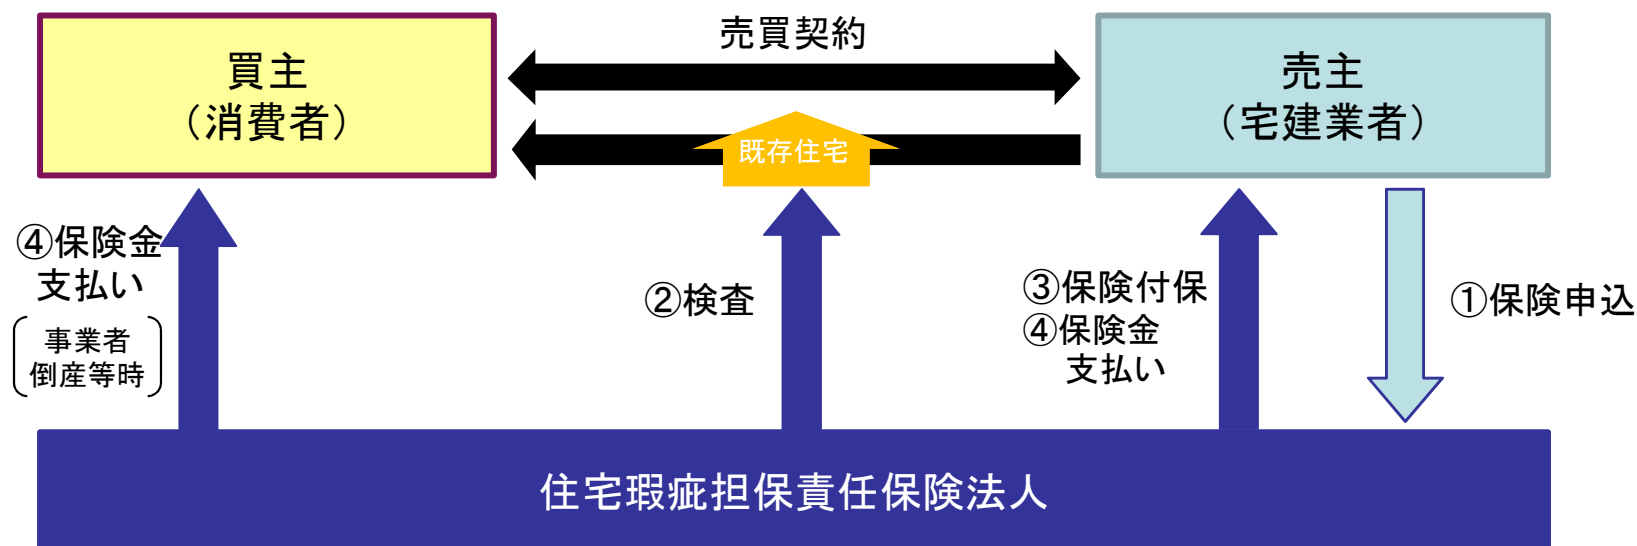 売買契約
買主
（消費者）
売主
（宅建業者）
既存住宅
④保険金
支払い
事業者
倒産等時
②検査
③保険付保
④保険金
支払い
①保険申込
住宅瑕疵担保責任保険法人